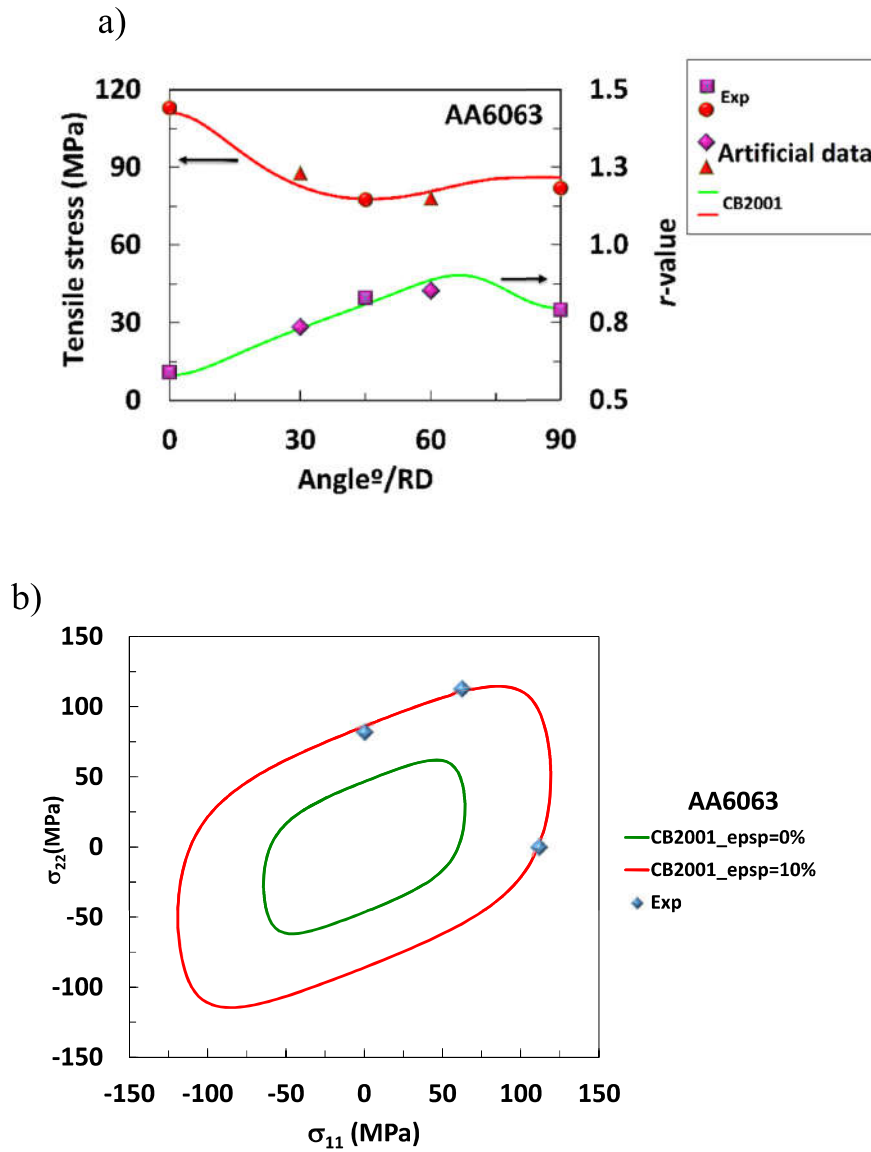 a)
120
90
60
30
0
Tensile stress (MPa)
AA6063
1.5
1.3
1.0
0.8
0.5
r-value
0
30
60
90
Angleº/RD
Exp
Artificial data
CB2001
b)
150
100
50
0
-50
-100
-150
σ22(MPa)
-150
-100
-50
0
50
100
150
σ11 (MPa)
AA6063
CB2001_epsp=0%
CB2001_epsp=10%
Exp